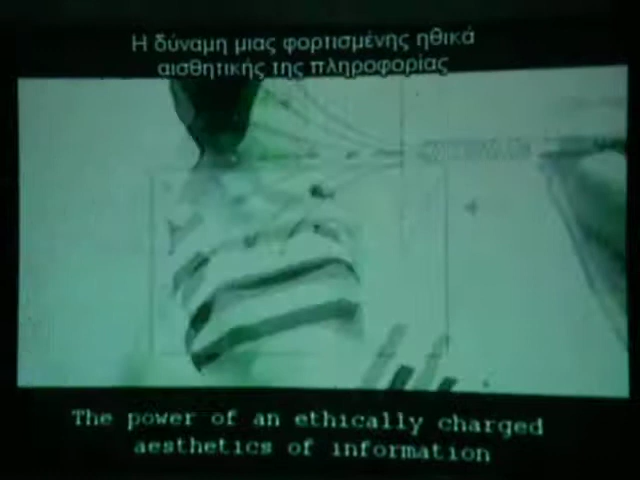 Η δύναμη μιας φορτισμένης ηθικά
αισθητικής της πληροφορίας
The power of an ethically charged
aesthetics of information